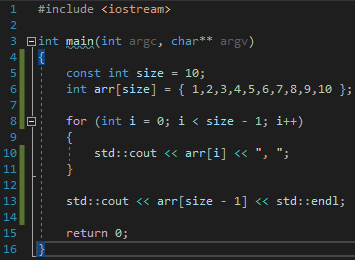 1 #include <iostream>
2
3 int main(int argc, char** argv)
4 {
5     const int size = 10;
6     int arr[size] = { 1,2,3,4,5,6,7,8,9,10 };
7
8     for (int i = 0; i < size - 1; i++)
9     {
10         std::cout << arr[i] << ", ";
11     }
12
13     std::cout << arr[size - 1] << std::endl;
14
15     return 0;
16 }